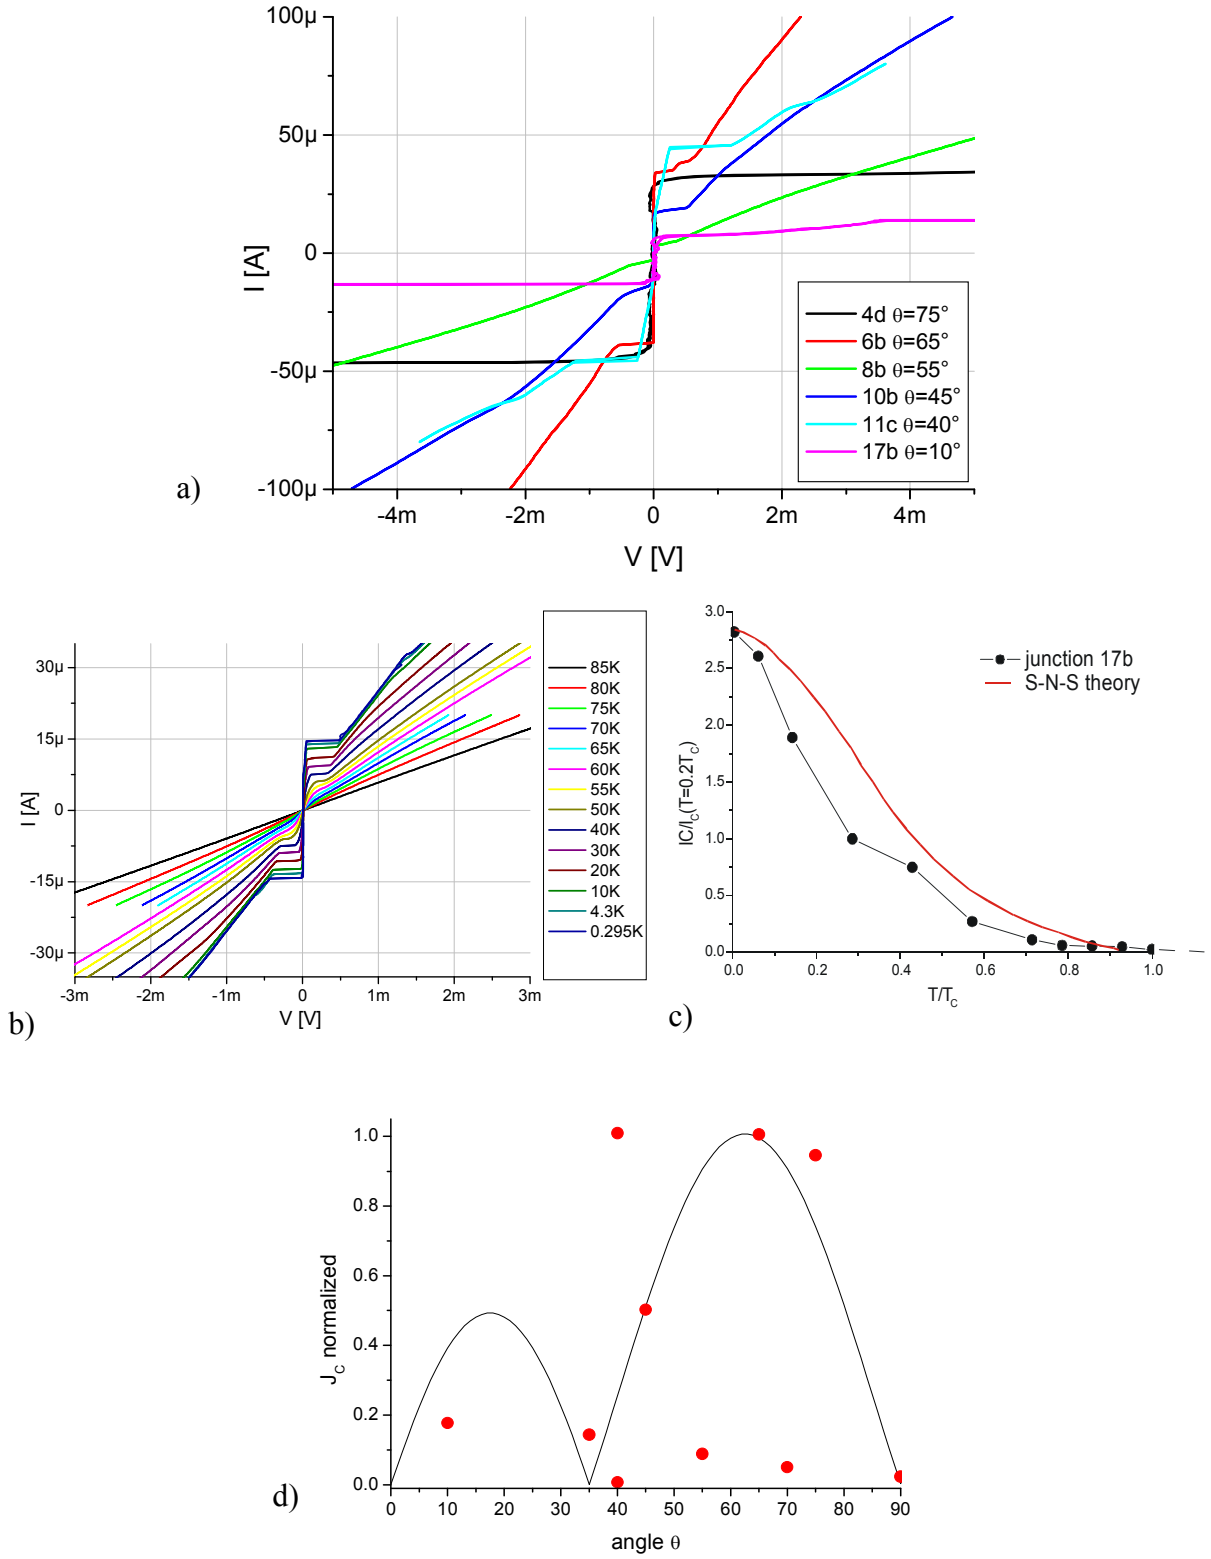 100µ
50µ
0
-50µ
-100µ
I [A]
-4m -2m 0 2m 4m
V [V]
4d θ=75°
6b θ=65°
8b θ=55°
10b θ=45°
11c θ=40°
17b θ=10°
a)
30µ
15µ
0
-15µ
-30µ
I [A]
-3m -2m -1m 0 1m 2m 3m
V [V]
85K
80K
75K
70K
65K
60K
55K
50K
40K
30K
20K
10K
4.3K
0.295K
b)
3.0
2.5
2.0
1.5
1.0
0.5
0.0
IC/I_C(T=0.2T_C)
0.0 0.2 0.4 0.6 0.8 1.0
T/T_C
junction 17b
S-N-S theory
c)
1.0
0.8
0.6
0.4
0.2
0.0
J_C normalized
0 10 20 30 40 50 60 70 80 90
angle θ
d)